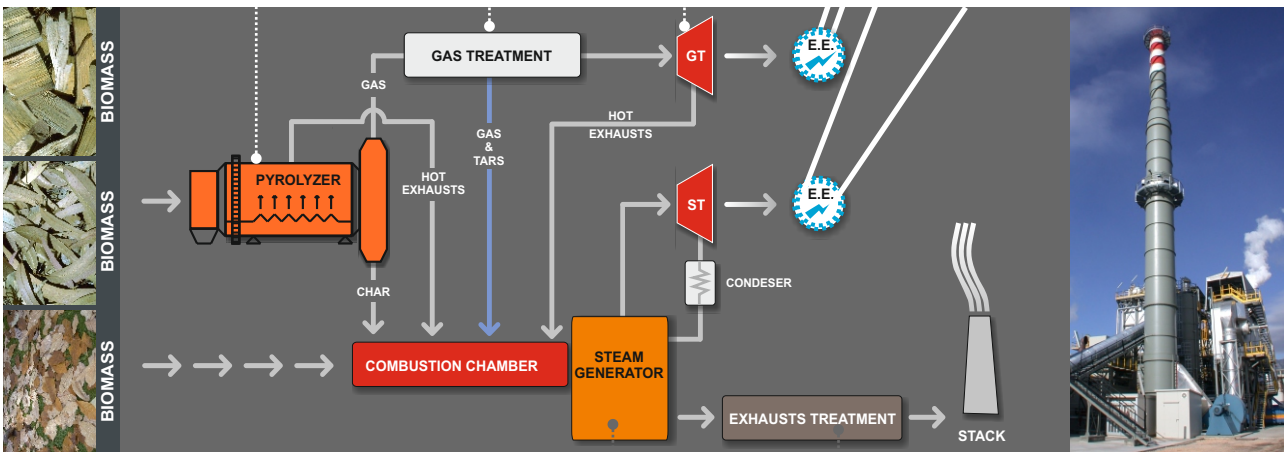 BIOMASS
BIOMASS
BIOMASS
GAS TREATMENT
GT
E.E.
GAS
HOT
EXHAUSTS
GAS
&
TARS
PYROLYZER
HOT
EXHAUSTS
ST
E.E.
CONDESER
CHAR
COMBUSTION CHAMBER
STEAM
GENERATOR
EXHAUSTS TREATMENT
STACK